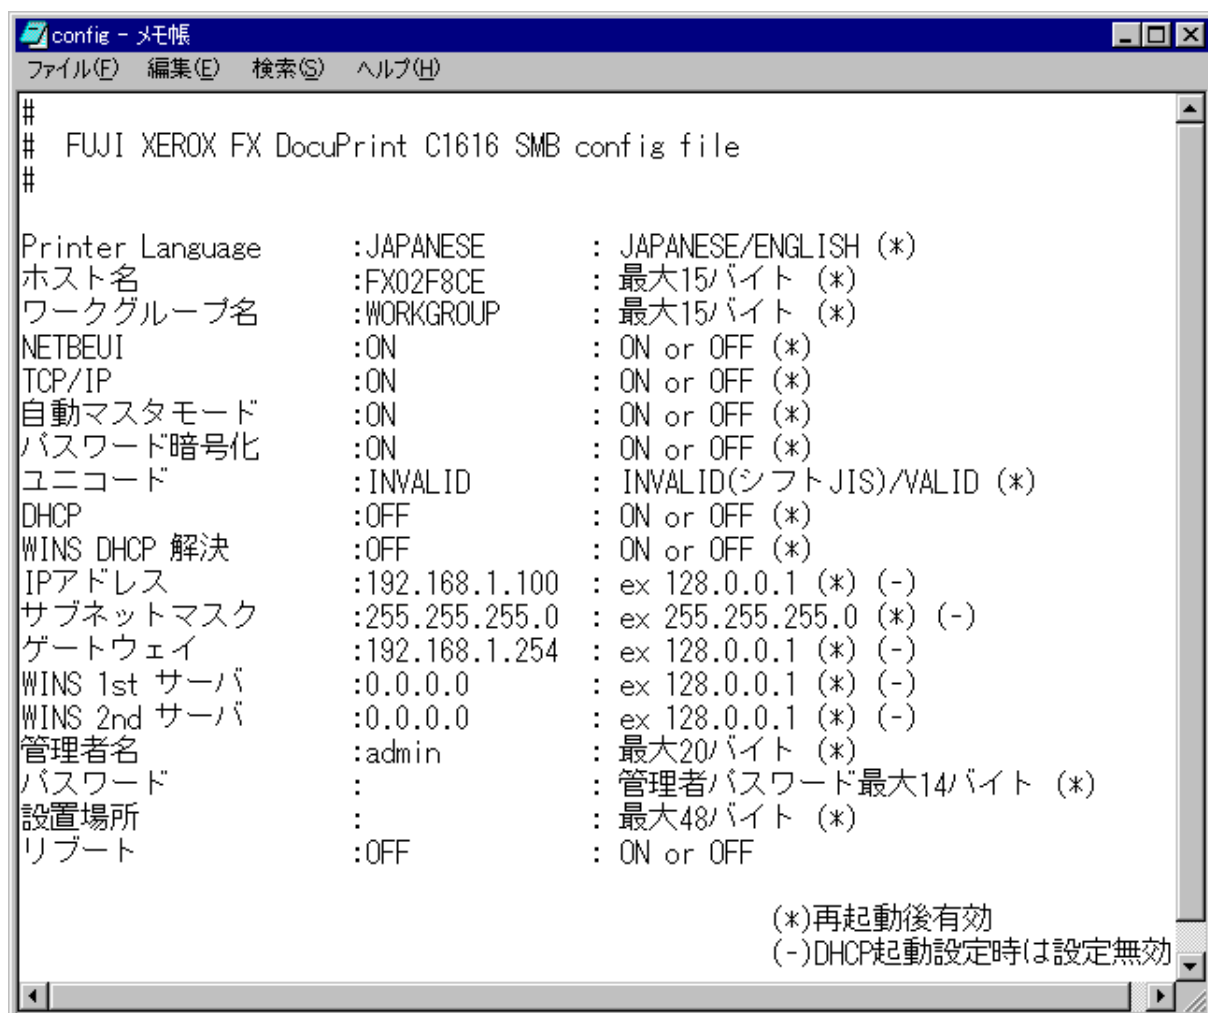 config - メモ帳
ファイル(F) 編集(E) 検索(S) ヘルプ(H)
#
# FUJI XEROX FX DocuPrint C1616 SMB config file
#
Printer Language :JAPANESE : JAPANESE/ENGLISH (*)
ホスト名 :FX02F8CE : 最大15バイト (*)
ワークグループ名 :WORKGROUP : 最大15バイト (*)
NETBEUI :ON : ON or OFF (*)
TCP/IP :ON : ON or OFF (*)
自動マスタモード :ON : ON or OFF (*)
パスワード暗号化 :ON : ON or OFF (*)
ユニコード :INVALID : INVALID(シフトJIS)/VALID (*)
DHCP :OFF : ON or OFF (*)
WINS DHCP 解決 :OFF : ON or OFF (*)
IPアドレス :192.168.1.100 : ex 128.0.0.1 (*) (-)
サブネットマスク :255.255.255.0 : ex 255.255.255.0 (*) (-)
ゲートウェイ :192.168.1.254 : ex 128.0.0.1 (*) (-)
WINS 1st サーバ :0.0.0.0 : ex 128.0.0.1 (*) (-)
WINS 2nd サーバ :0.0.0.0 : ex 128.0.0.1 (*) (-)
管理者名 :admin : 最大20バイト (*)
パスワード : : 管理者パスワード最大14バイト (*)
設置場所 : : 最大48バイト (*)
リブート :OFF : ON or OFF
(*)再起動後有効
(-)DHCP起動設定時は設定無効